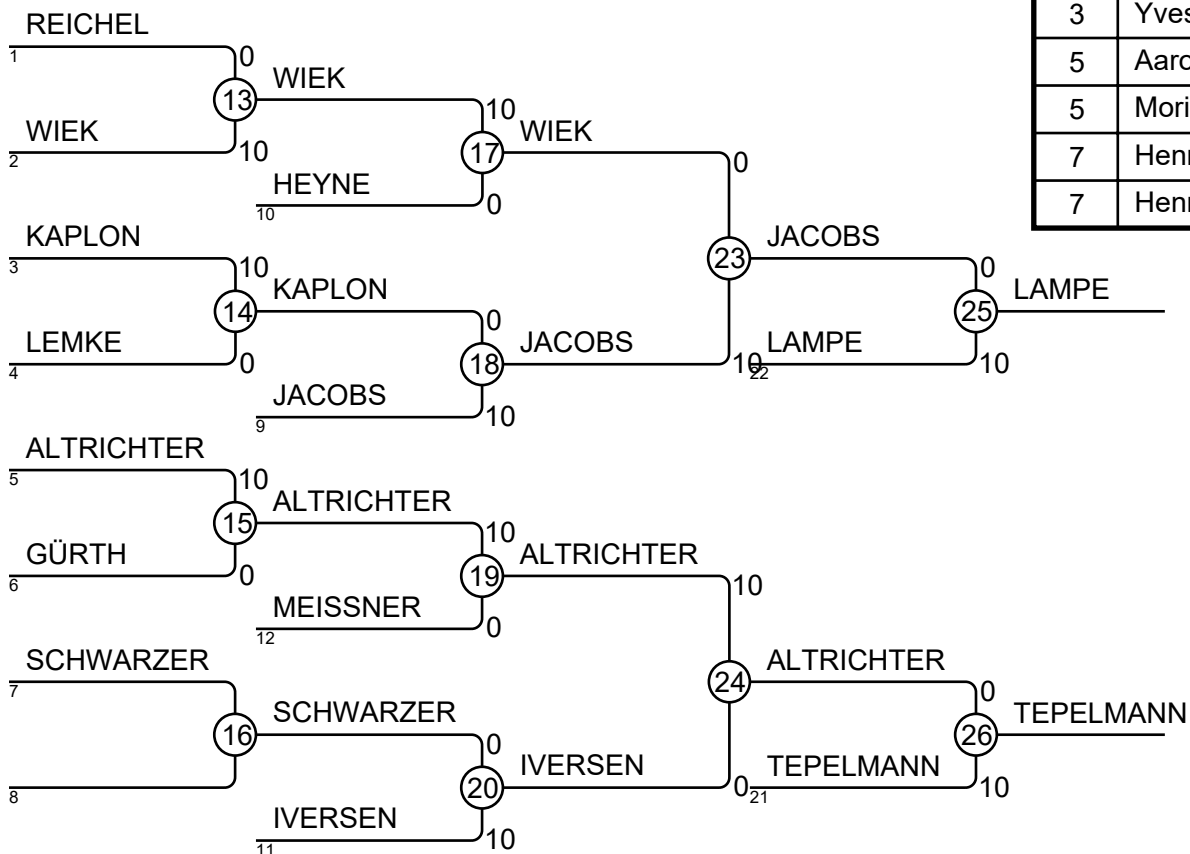 REICHEL
1
0
13
WIEK
2
10
WIEK
10
17
HEYNE
10
0
WIEK
0
KAPLON
3
10
14
LEMKE
4
0
KAPLON
0
18
JACOBS
9
10
JACOBS
10
23
JACOBS
0
25
LAMPE
22
10
LAMPE
ALTRICHTER
5
10
15
GÜRTH
6
0
ALTRICHTER
10
19
MEISSNER
12
0
ALTRICHTER
10
SCHWARZER
7
16
8
SCHWARZER
0
20
IVERSEN
11
10
IVERSEN
0
24
ALTRICHTER
0
26
TEPELMANN
21
10
TEPELMANN
3 Yves
5
5
7
7